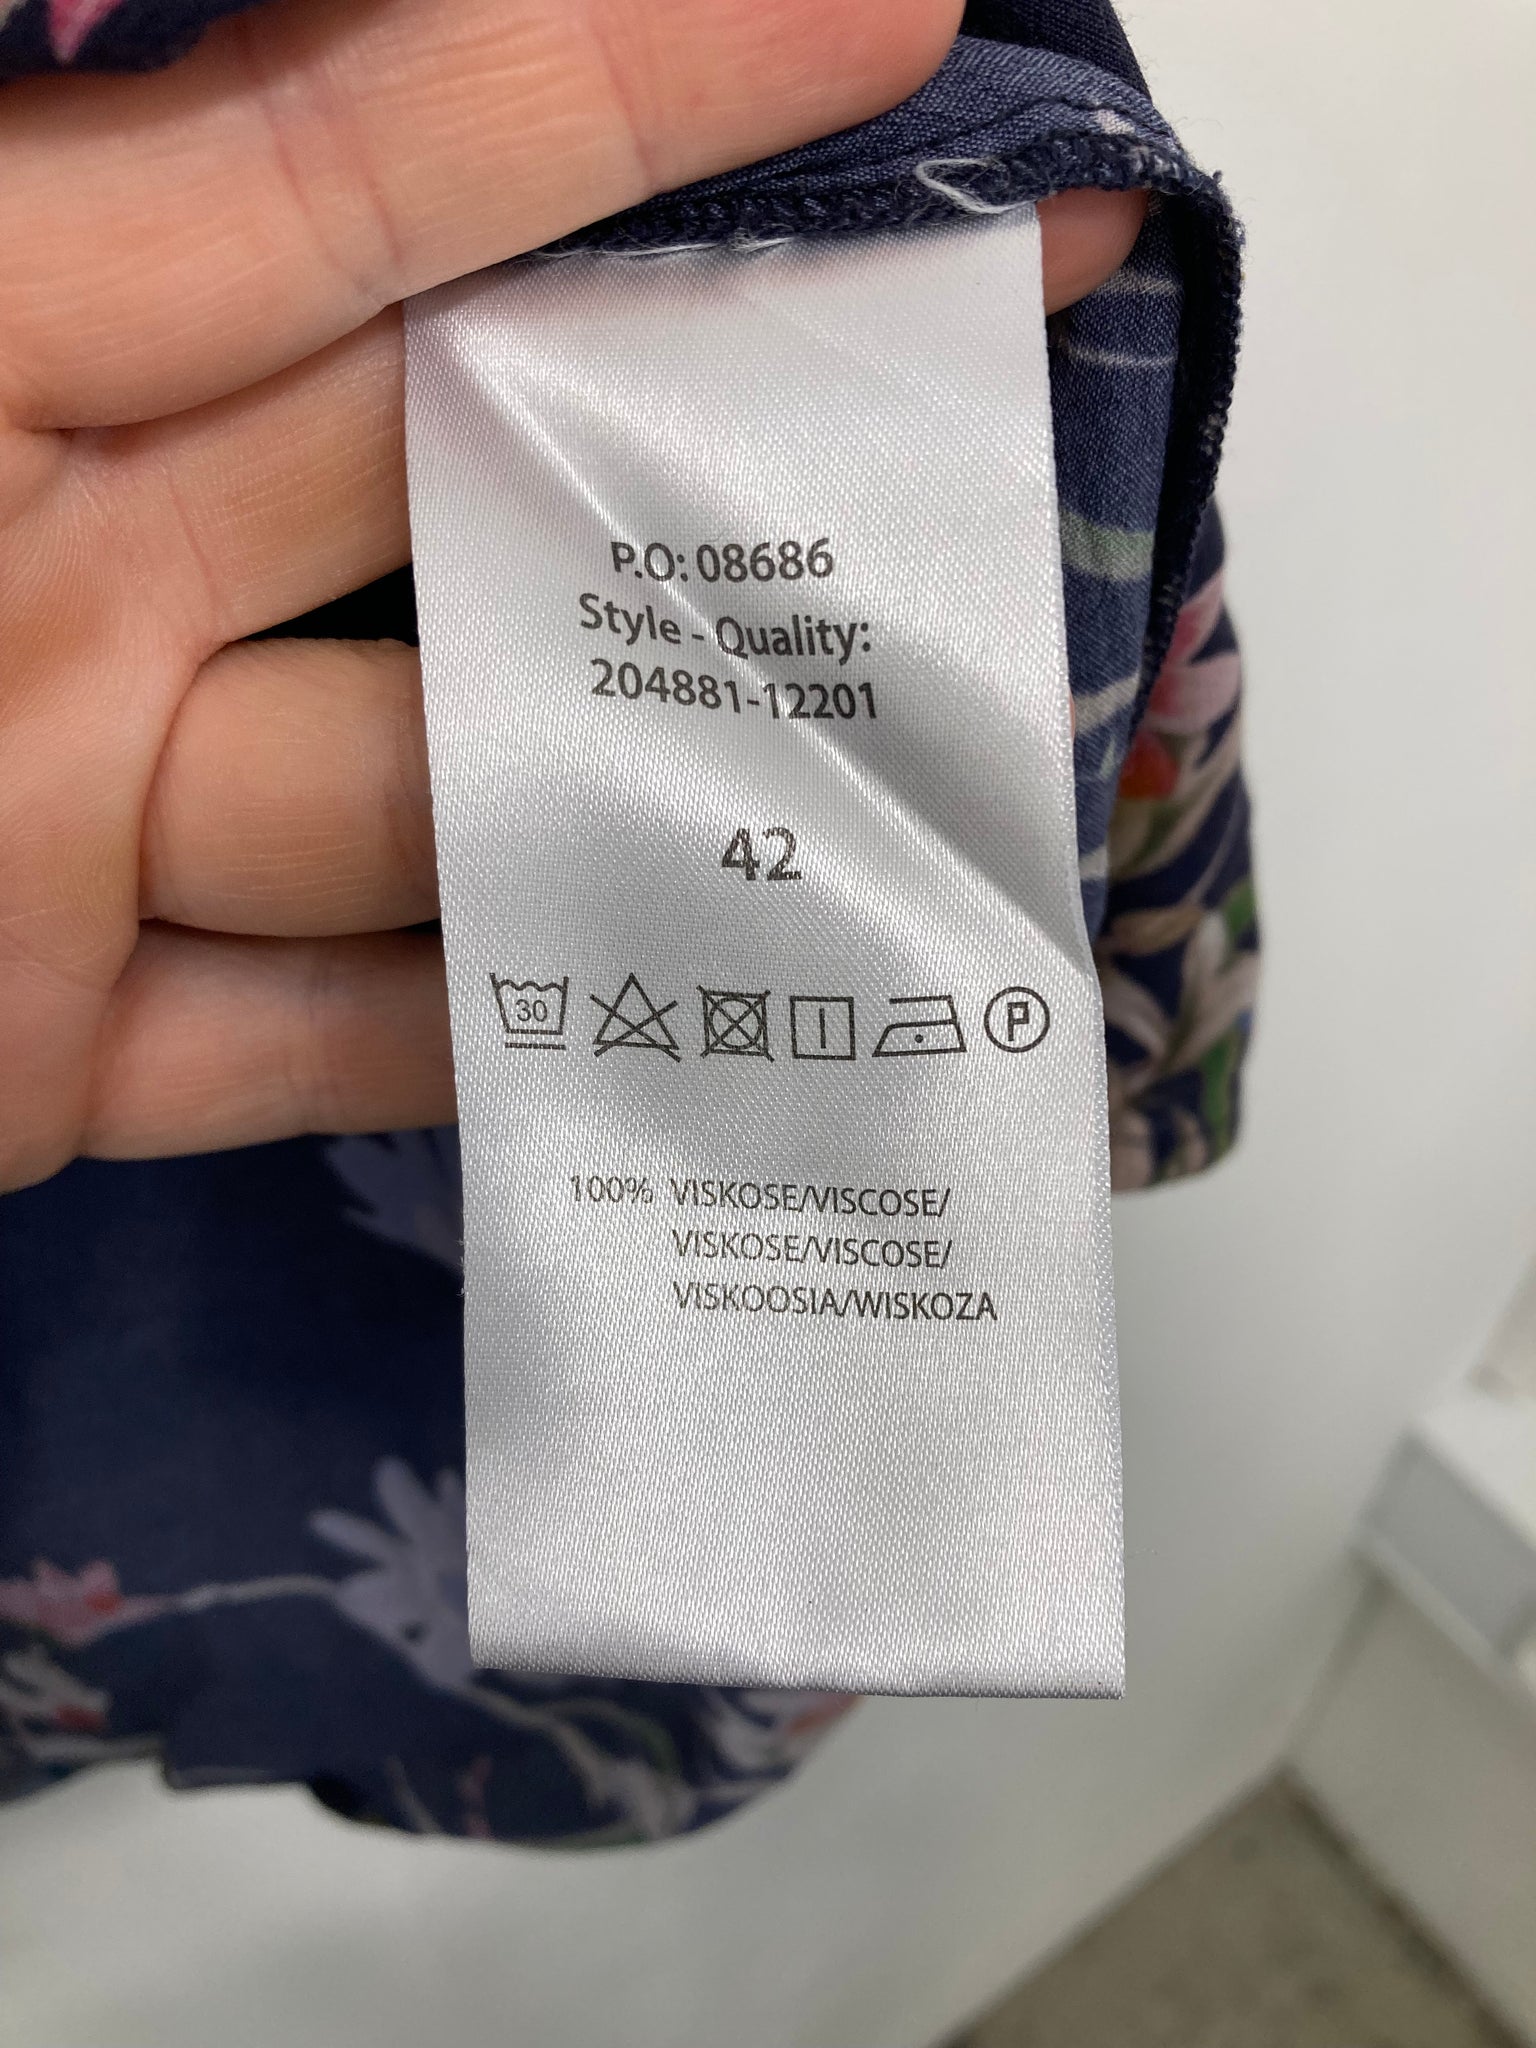 P.O: 08686
Style - Quality:
204881-12201
42
30
P
100% VISKOSE/VISCOSE/
VISKOSE/VISCOSE/
VISKOOSIA/WISKOZA